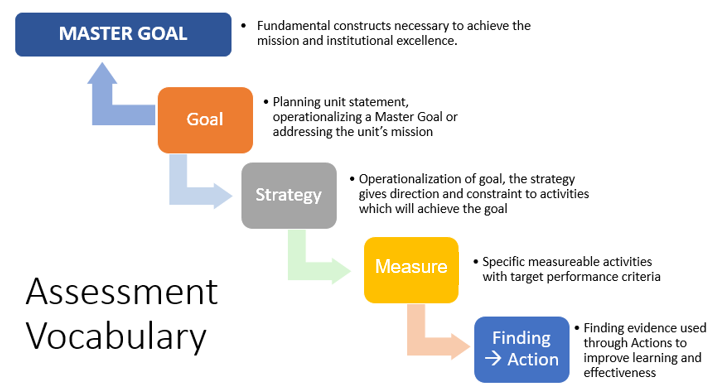 MASTER GOAL
• Fundamental constructs necessary to achieve the
mission and institutional excellence.
Goal
• Planning unit statement,
operationalizing a Master Goal or
addressing the unit's mission
Strategy
• Operationalization of goal, the strategy
gives direction and constraint to activities
which will achieve the goal
Measure
• Specific measureable activities
with target performance criteria
Assessment
Vocabulary
Finding
→ Action
• Finding evidence used
through Actions to
improve learning and
effectiveness